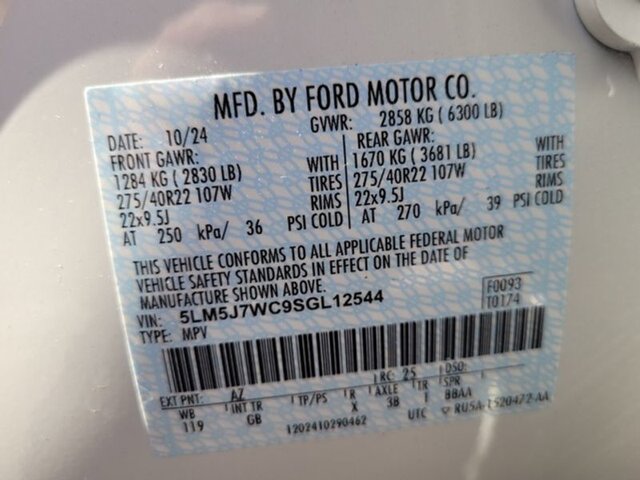 MFD. BY FORD MOTOR CO.
DATE: 10/24 GVWR: 2858 KG ( 6300 LB)
FRONT GAWR: REAR GAWR:
1284 KG ( 2830 LB) WITH 1670 KG ( 3681 LB) WITH
275/40R22 107W TIRES 275/40R22 107W TIRES
22x9.5J RIMS 22x9.5J RIMS
AT 250 kPa/ 36 PSI COLD AT 270 kPa/ 39 PSI COLD
THIS VEHICLE CONFORMS TO ALL APPLICABLE FEDERAL MOTOR
VEHICLE SAFETY STANDARDS IN EFFECT ON THE DATE OF
MANUFACTURE SHOWN ABOVE.
VIN: 5LM5J7WC9SGL12544 F0093
TYPE: MPV T0174
EXT PNT: AZ RC: 25 DSO:
WB INT TR TP/PS R AXLE TR SPR
119 GB X 3B I BBAA
1202410290462 UTC RU5A-1520472-AA